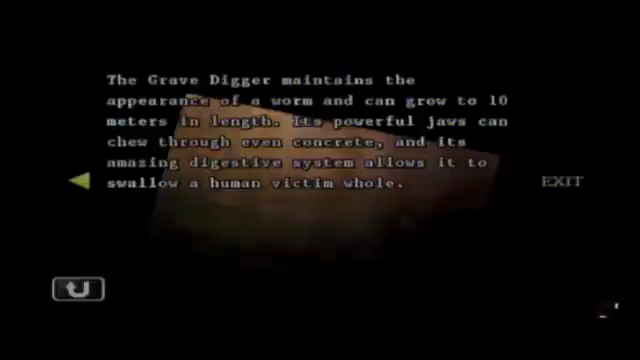 The Grave Digger maintains the
appearance of a worm and can grow to 10
meters in length. Its powerful jaws can
chew through even concrete, and its
amazing digestive system allows it to
swallow a human victim whole.
EXIT